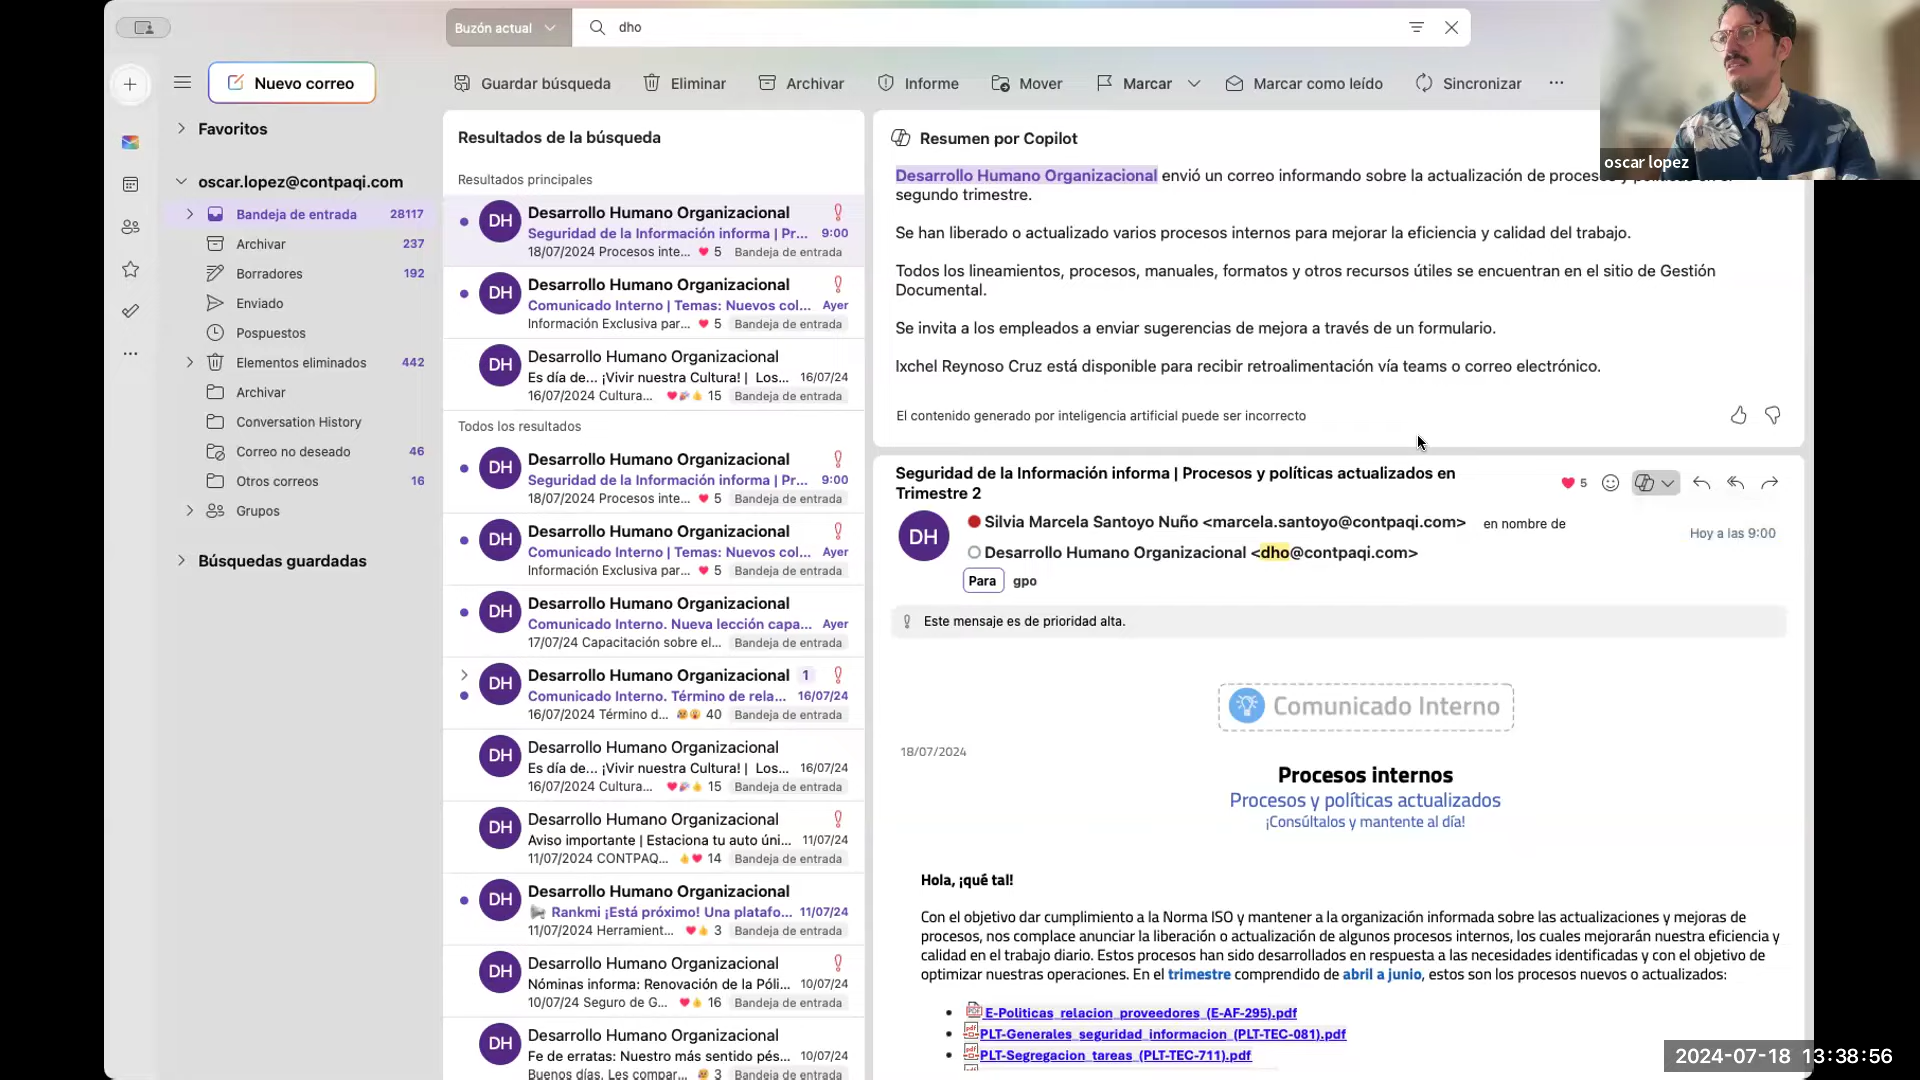 Buzón actual
dho
Nuevo correo
Guardar búsqueda
Eliminar
Archivar
Informe
Mover
Marcar
Marcar como leído
Sincronizar
oscar lopez
Favoritos
oscar.lopez@contpaqi.com
Bandeja de entrada 28117
Archivar 237
Borradores 192
Enviado
Pospuestos
Elementos eliminados 442
Archivar
Conversation History
Correo no deseado 46
Otros correos 16
Grupos
Búsquedas guardadas
Resultados de la búsqueda
Resultados principales
DH Desarrollo Humano Organizacional
Seguridad de la Información informa | Pr... 9:00
18/07/2024 Procesos inte... 5 Bandeja de entrada
DH Desarrollo Humano Organizacional
Comunicado Interno | Temas: Nuevos col... Ayer
Información Exclusiva par... 5 Bandeja de entrada
DH Desarrollo Humano Organizacional
Es día de... ¡Vivir nuestra Cultura! | Los... 16/07/24
16/07/2024 Cultura... 15 Bandeja de entrada
Todos los resultados
DH Desarrollo Humano Organizacional
Seguridad de la Información informa | Pr... 9:00
18/07/2024 Procesos inte... 5 Bandeja de entrada
DH Desarrollo Humano Organizacional
Comunicado Interno | Temas: Nuevos col... Ayer
Información Exclusiva par... 5 Bandeja de entrada
DH Desarrollo Humano Organizacional
Comunicado Interno. Nueva lección capa... Ayer
17/07/24 Capacitación sobre el... Bandeja de entrada
DH Desarrollo Humano Organizacional 1
Comunicado Interno. Término de rela... 16/07/24
16/07/2024 Término d... 40 Bandeja de entrada
DH Desarrollo Humano Organizacional
Es día de... ¡Vivir nuestra Cultura! | Los... 16/07/24
16/07/2024 Cultura... 15 Bandeja de entrada
DH Desarrollo Humano Organizacional
Aviso importante | Estaciona tu auto úni... 11/07/24
11/07/2024 CONTPAQ... 14 Bandeja de entrada
DH Desarrollo Humano Organizacional
Rankmi ¡Está próximo! Una platafo... 11/07/24
11/07/2024 Herramient... 3 Bandeja de entrada
DH Desarrollo Humano Organizacional
Nóminas informa: Renovación de la Póli... 10/07/24
10/07/24 Seguro de G... 16 Bandeja de entrada
DH Desarrollo Humano Organizacional
Fe de erratas: Nuestro más sentido pés... 10/07/24
Buenos días. Les compar... 3 Bandeja de entrada
Resumen por Copilot
Desarrollo Humano Organizacional envió un correo informando sobre la actualización de procesos y
segundo trimestre.
Se han liberado o actualizado varios procesos internos para mejorar la eficiencia y calidad del trabajo.
Todos los lineamientos, procesos, manuales, formatos y otros recursos útiles se encuentran en el sitio de Gestión
Documental.
Se invita a los empleados a enviar sugerencias de mejora a través de un formulario.
Ixchel Reynoso Cruz está disponible para recibir retroalimentación vía teams o correo electrónico.
El contenido generado por inteligencia artificial puede ser incorrecto
Seguridad de la Información informa | Procesos y políticas actualizados en
Trimestre 2
5
DH
Silvia Marcela Santoyo Nuño <marcela.santoyo@contpaqi.com> en nombre de
Desarrollo Humano Organizacional <dho@contpaqi.com>
Hoy a las 9:00
Para gpo
Este mensaje es de prioridad alta.
Comunicado Interno
18/07/2024
Procesos internos
Procesos y políticas actualizados
¡Consúltalos y mantente al día!
Hola, ¡qué tal!
Con el objetivo dar cumplimiento a la Norma ISO y mantener a la organización informada sobre las actualizaciones y mejoras de
procesos, nos complace anunciar la liberación o actualización de algunos procesos internos, los cuales mejorarán nuestra eficiencia y
calidad en el trabajo diario. Estos procesos han sido desarrollados en respuesta a las necesidades identificadas y con el objetivo de
optimizar nuestras operaciones. En el trimestre comprendido de abril a junio, estos son los procesos nuevos o actualizados:
• E-Politicas_relacion_proveedores_(E-AF-295).pdf
• PLT-Generales_seguridad_informacion_(PLT-TEC-081).pdf
• PLT-Segregacion_tareas_(PLT-TEC-711).pdf
2024-07-18 13:38:56